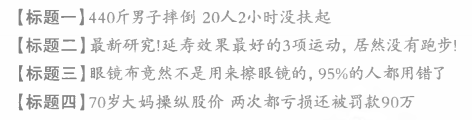 【标题一】440斤男子摔倒 20人2小时没扶起
【标题二】最新研究!延寿效果最好的3项运动, 居然没有跑步!
【标题三】眼镜布竟然不是用来擦眼镜的, 95%的人都用错了
【标题四】70岁大妈操纵股价 两次都亏损还被罚款90万